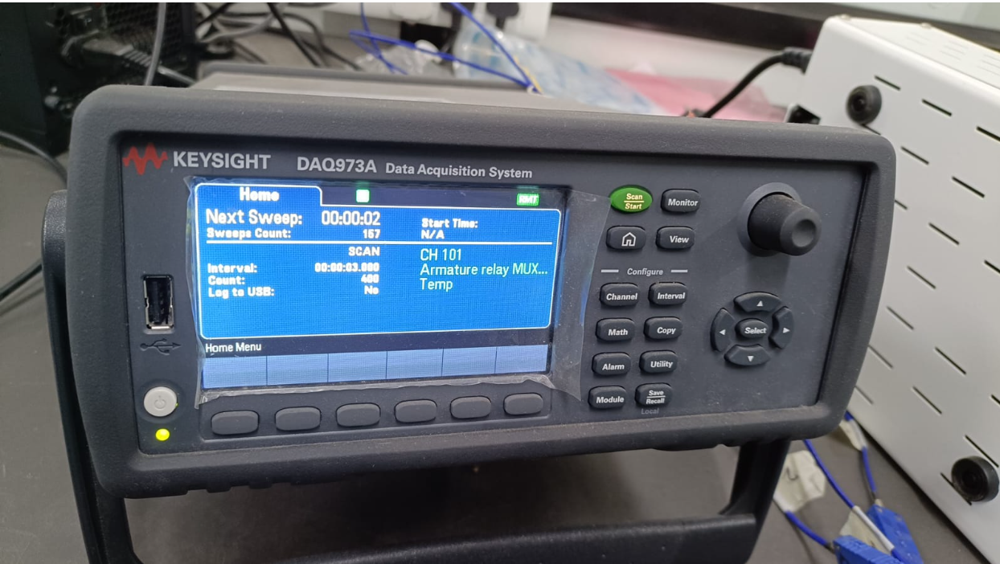 KEYSIGHT DAQ973A Data Acquisition System
Home RMT
Next Sweep: 00:00:02 Start Time:
Sweeps Count: 157 N/A
SCAN CH 101
Interval: 00:00:03.000 Armature relay MUX...
Count: 400 Temp
Log to USB: No
Home Menu
Scan
Start
Monitor
View
Configure
Channel Interval
Math Copy
Select
Alarm Utility
Module Save
Recall
Local